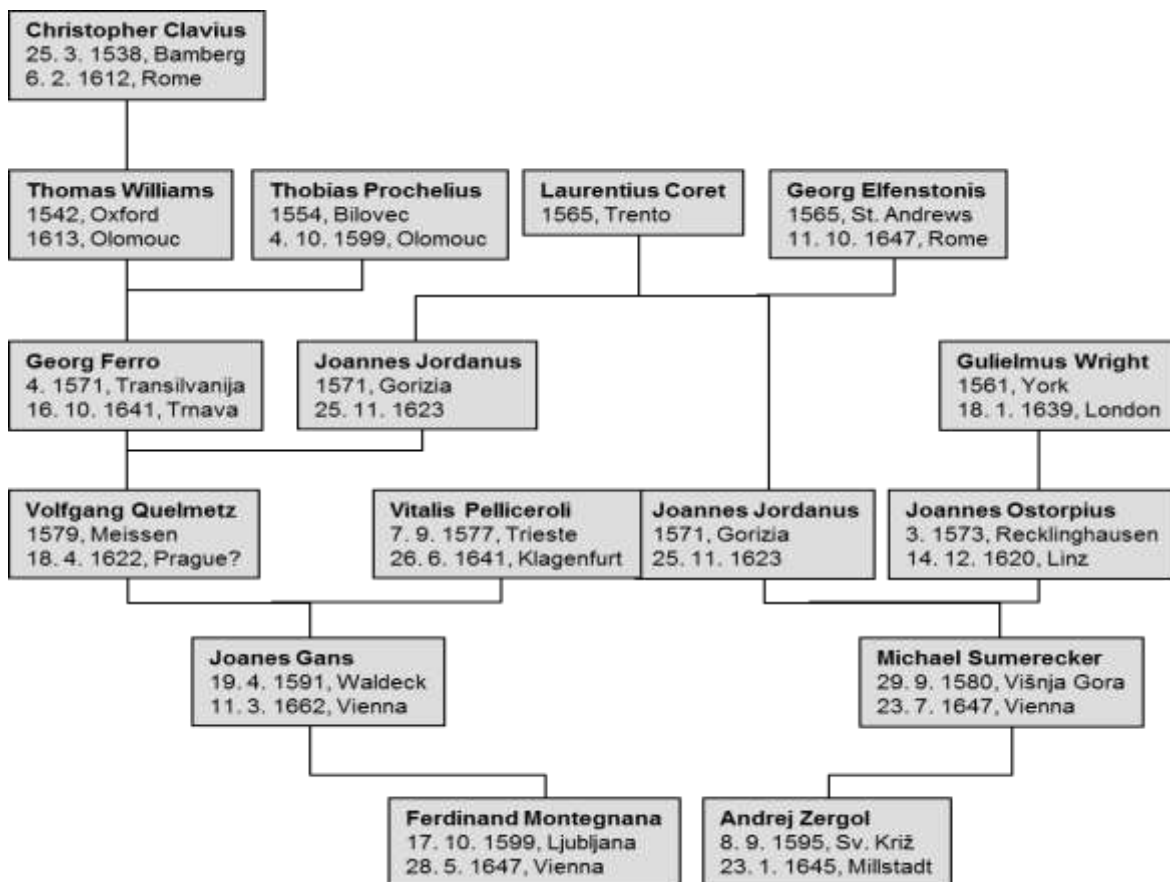 Christopher Clavius
25. 3. 1538, Bamberg
6. 2. 1612, Rome
Thomas Williams
1542, Oxford
1613, Olomouc
Thobias Prochelius
1554, Bilovec
4. 10. 1599, Olomouc
Laurentius Coret
1565, Trento
Georg Elfenstonis
1565, St. Andrews
11. 10. 1647, Rome
Georg Ferro
4. 1571, Transilvanija
16. 10. 1641, Trnava
Joannes Jordanus
1571, Gorizia
25. 11. 1623
Gulielmus Wright
1561, York
18. 1. 1639, London
Volfgang Quelmetz
1579, Meissen
18. 4. 1622, Prague?
Vitalis Pelliceroli
7. 9. 1577, Trieste
26. 6. 1641, Klagenfurt
Joannes Jordanus
1571, Gorizia
25. 11. 1623
Joannes Ostorpius
3. 1573, Recklinghausen
14. 12. 1620, Linz
Joanes Gans
19. 4. 1591, Waldeck
11. 3. 1662, Vienna
Michael Sumerecker
29. 9. 1580, Višnja Gora
23. 7. 1647, Vienna
Ferdinand Montegnana
17. 10. 1599, Ljubljana
28. 5. 1647, Vienna
Andrej Zergol
8. 9. 1595, Sv. Križ
23. 1. 1645, Millstadt